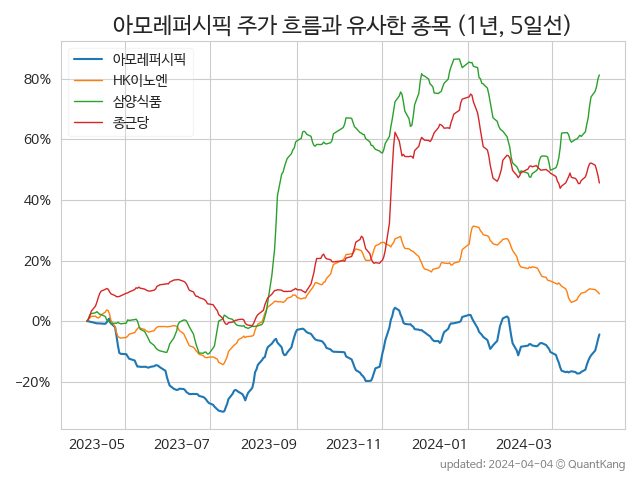 아모레퍼시픽 주가 흐름과 유사한 종목 (1년, 5일선)
아모레퍼시픽
HK이노엔
삼양식품
종근당
80%
60%
40%
20%
0%
−20%
2023-05 2023-07 2023-09 2023-11 2024-01 2024-03
updated: 2024-04-04 © QuantKang